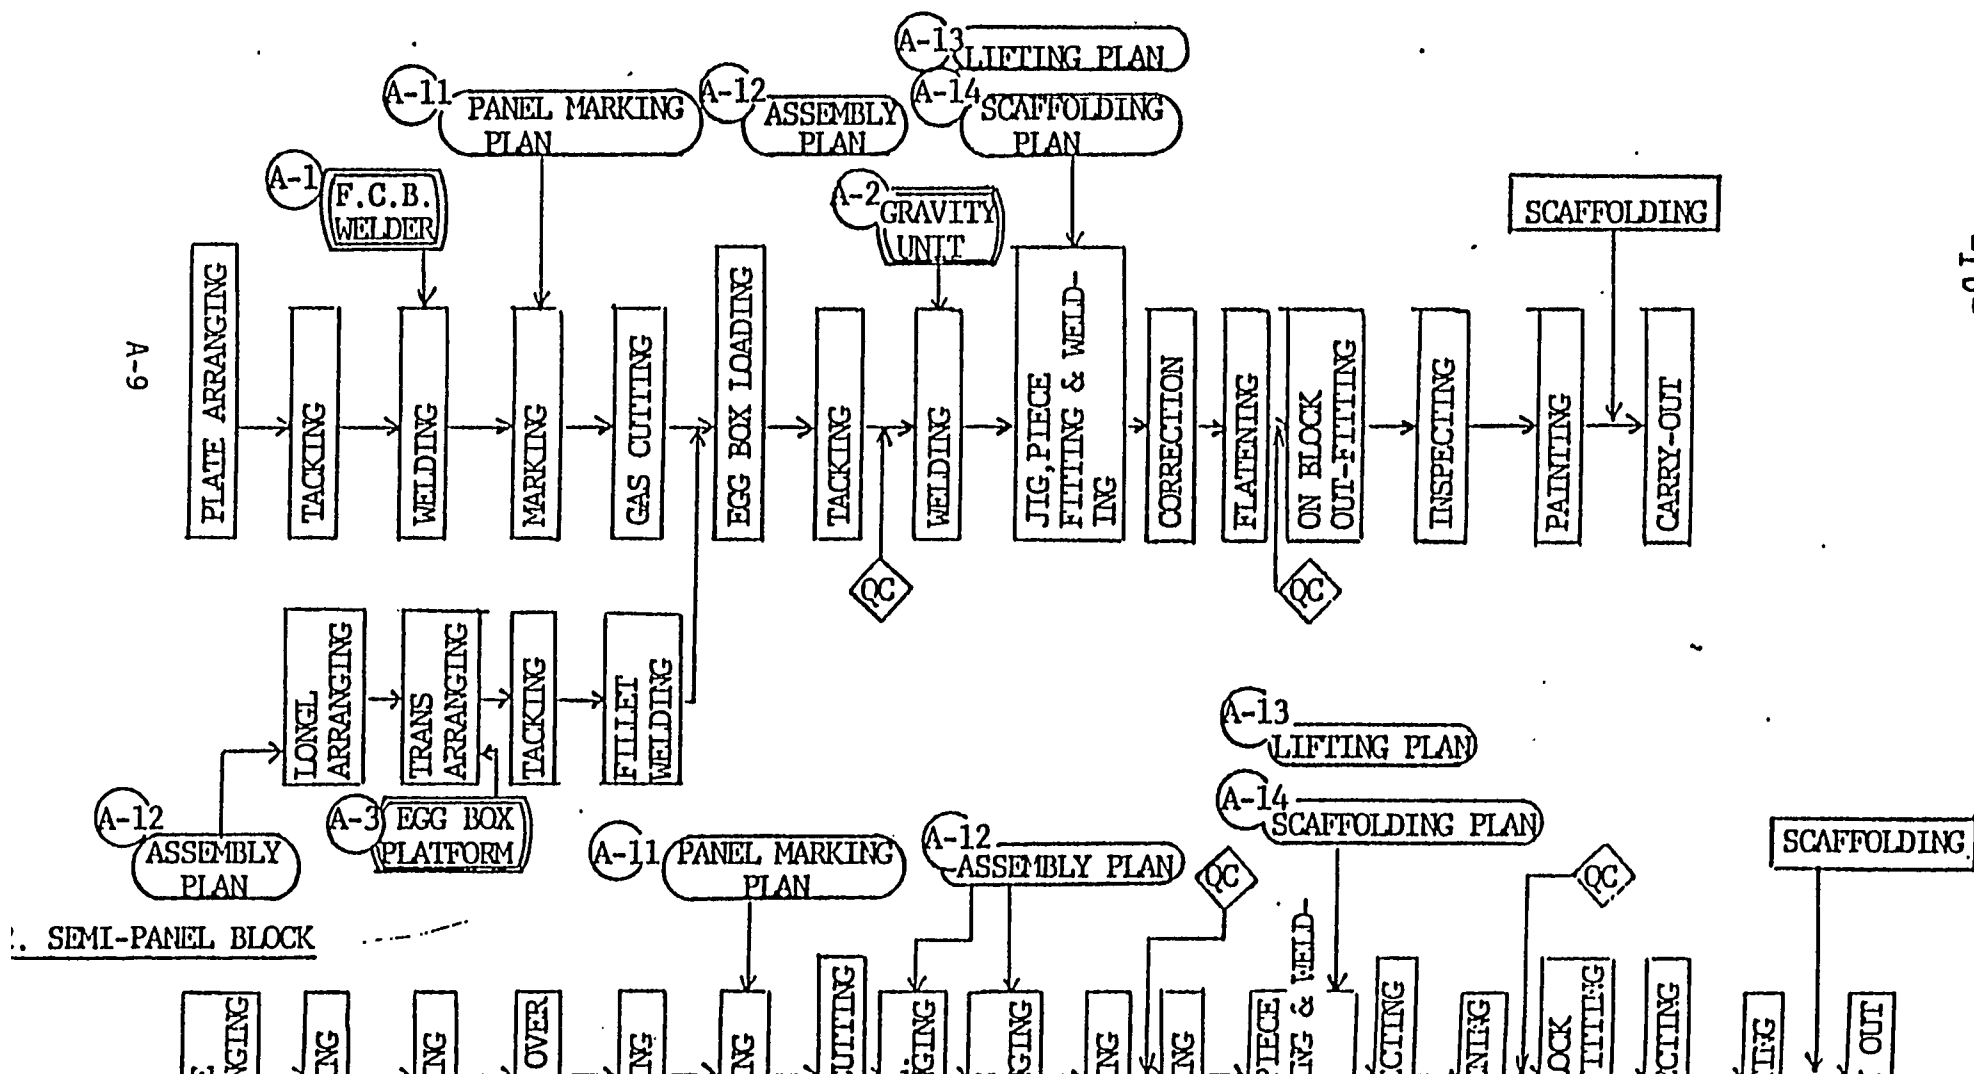 A-13
LIFTING PLAN
A-11
PANEL MARKING
PLAN
A-12
ASSEMBLY
PLAN
A-14
SCAFFOLDING
PLAN
A-1
F.C.B.
WELDER
A-2
GRAVITY
UNIT
SCAFFOLDING
A-9
PLATE ARRANGING
TACKING
WELDING
MARKING
GAS CUTTING
EGG BOX LOADING
TACKING
WELDING
JIG,PIECE
FITTING & WELD-
ING
CORRECTION
FLATENING
ON BLOCK
OUT-FITTING
INSPECTING
PAINTING
CARRY-OUT
QC
QC
LONGL
ARRANGING
TRANS
ARRANGING
TACKING
FILLET
WELDING
A-12
ASSEMBLY
PLAN
A-3
EGG BOX
PLATFORM
A-11
PANEL MARKING
PLAN
A-12
ASSEMBLY PLAN
QC
A-13
LIFTING PLAN
A-14
SCAFFOLDING PLAN
QC
SCAFFOLDING
. SEMI-PANEL BLOCK
OVER
PIECE
& WELD-
OUT